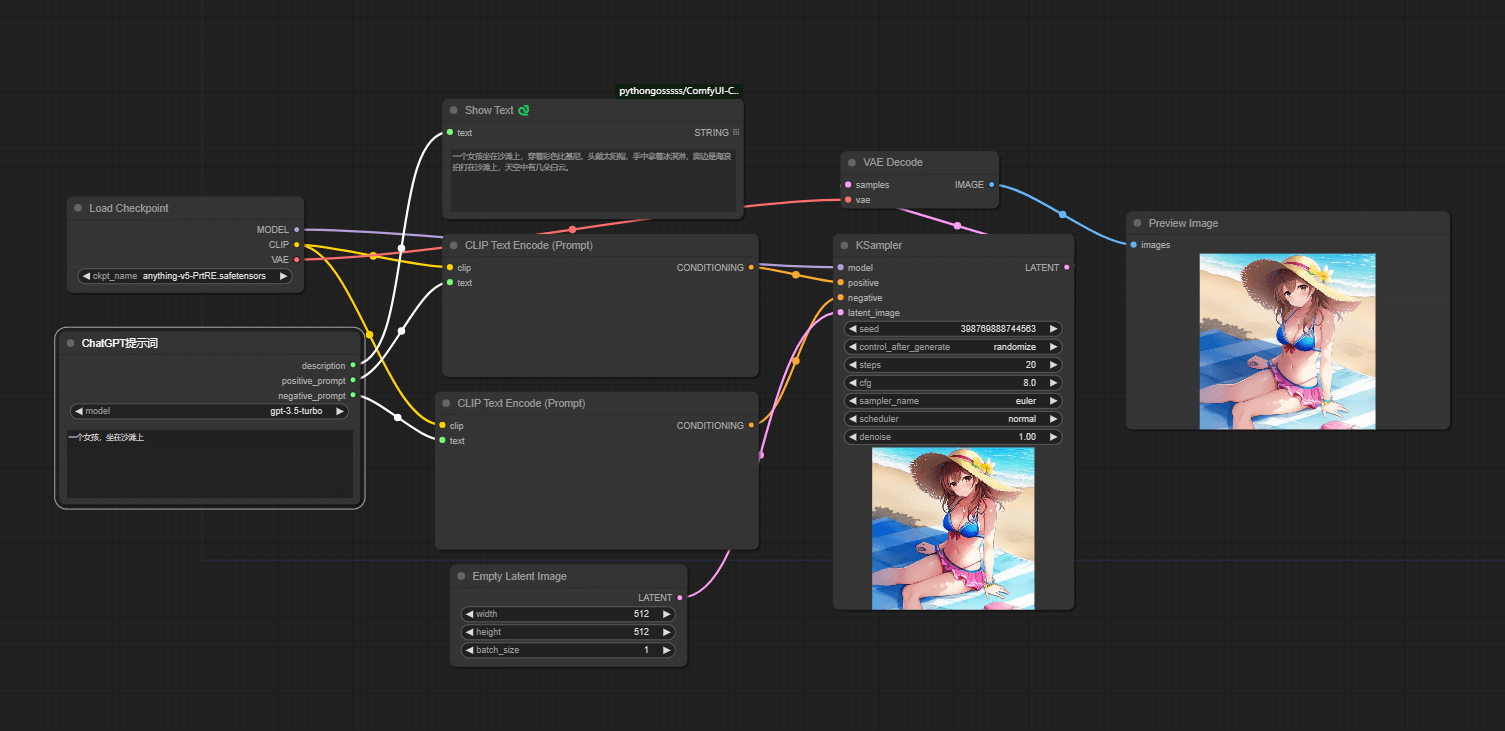 pythongosssss/ComfyUI-C..
Show Text
text
STRING
一个女孩坐在沙滩上，穿着彩色比基尼，头戴太阳帽，手中拿着冰淇淋，旁边是海浪
拍打在沙滩上，天空中有几朵白云。
Load Checkpoint
MODEL
CLIP
VAE
ckpt_name anything-v5-PrtRE.safetensors
ChatGPT提示词
description
positive_prompt
negative_prompt
model gpt-3.5-turbo
一个女孩，坐在沙滩上
CLIP Text Encode (Prompt)
clip CONDITIONING
text
CLIP Text Encode (Prompt)
clip CONDITIONING
text
Empty Latent Image
LATENT
width 512
height 512
batch_size 1
VAE Decode
samples IMAGE
vae
KSampler
model LATENT
positive
negative
latent_image
seed 398769888744563
control_after_generate randomize
steps 20
cfg 8.0
sampler_name euler
scheduler normal
denoise 1.00
Preview Image
images